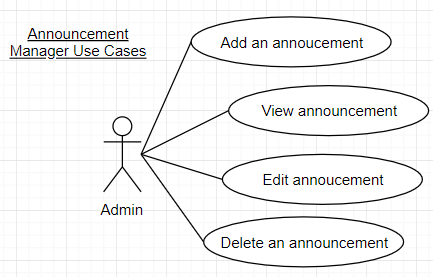 Announcement
Manager Use Cases
Add an annoucement
View announcement
Edit annoucement
Admin
Delete an announcement